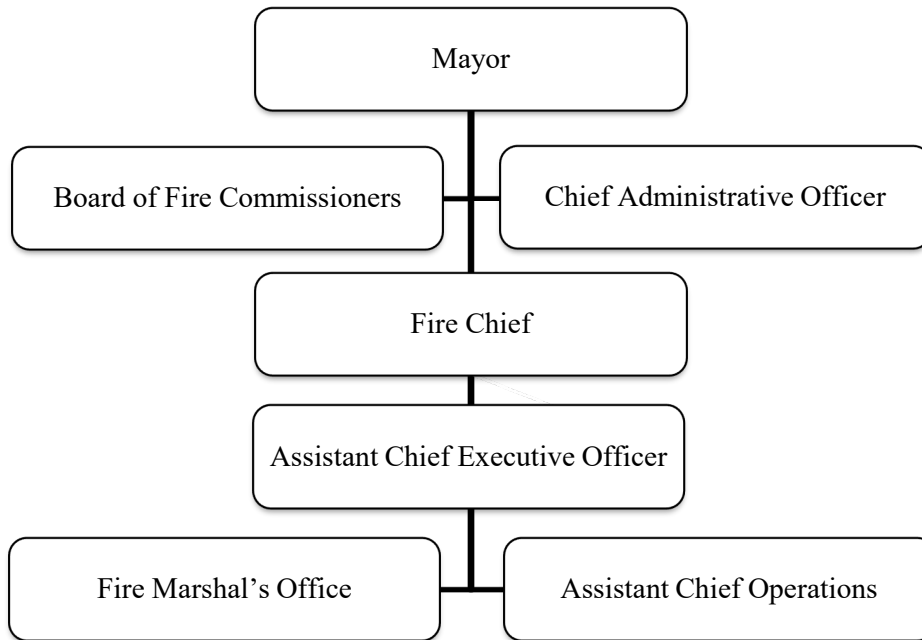 Mayor
Board of Fire Commissioners
Chief Administrative Officer
Fire Chief
Assistant Chief Executive Officer
Fire Marshal’s Office
Assistant Chief Operations